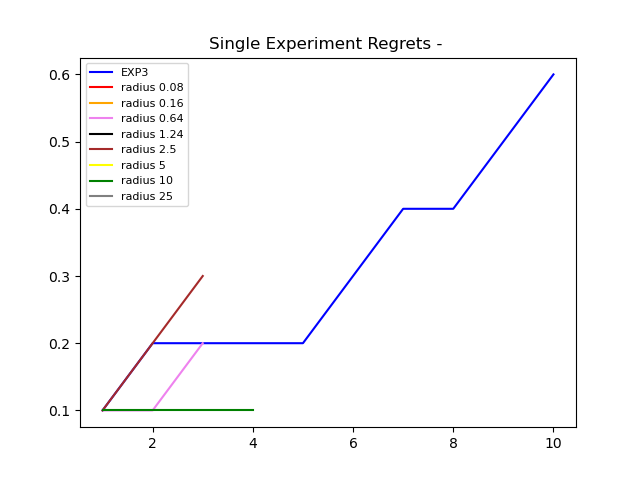 Single Experiment Regrets -
EXP3
radius 0.08
radius 0.16
radius 0.64
radius 1.24
radius 2.5
radius 5
radius 10
radius 25
0.6
0.5
0.4
0.3
0.2
0.1
2 4 6 8 10